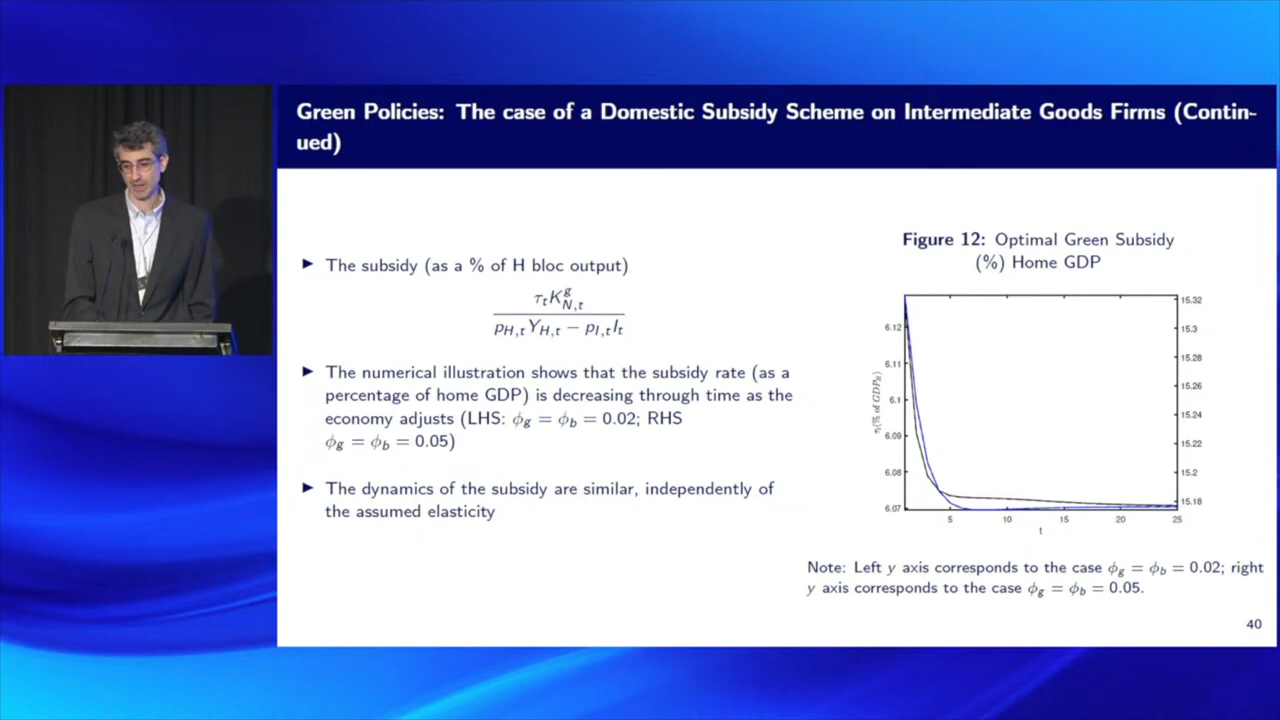 Green Policies: The case of a Domestic Subsidy Scheme on Intermediate Goods Firms (Contin-
ued)
▶ The subsidy (as a % of H bloc output)
τ_t K^g_{N,t}
p_{H,t} Y_{H,t} − p_{I,t} I_t
▶ The numerical illustration shows that the subsidy rate (as a
percentage of home GDP) is decreasing through time as the
economy adjusts (LHS: ϕ_g = ϕ_b = 0.02; RHS
ϕ_g = ϕ_b = 0.05)
▶ The dynamics of the subsidy are similar, independently of
the assumed elasticity
Figure 12: Optimal Green Subsidy
(%) Home GDP
τ_t(% of GDP_H)
6.12
6.11
6.1
6.09
6.08
6.07
15.32
15.3
15.28
15.26
15.24
15.22
15.2
15.18
5 10 15 20 25
t
Note: Left y axis corresponds to the case ϕ_g = ϕ_b = 0.02; right
y axis corresponds to the case ϕ_g = ϕ_b = 0.05.
40